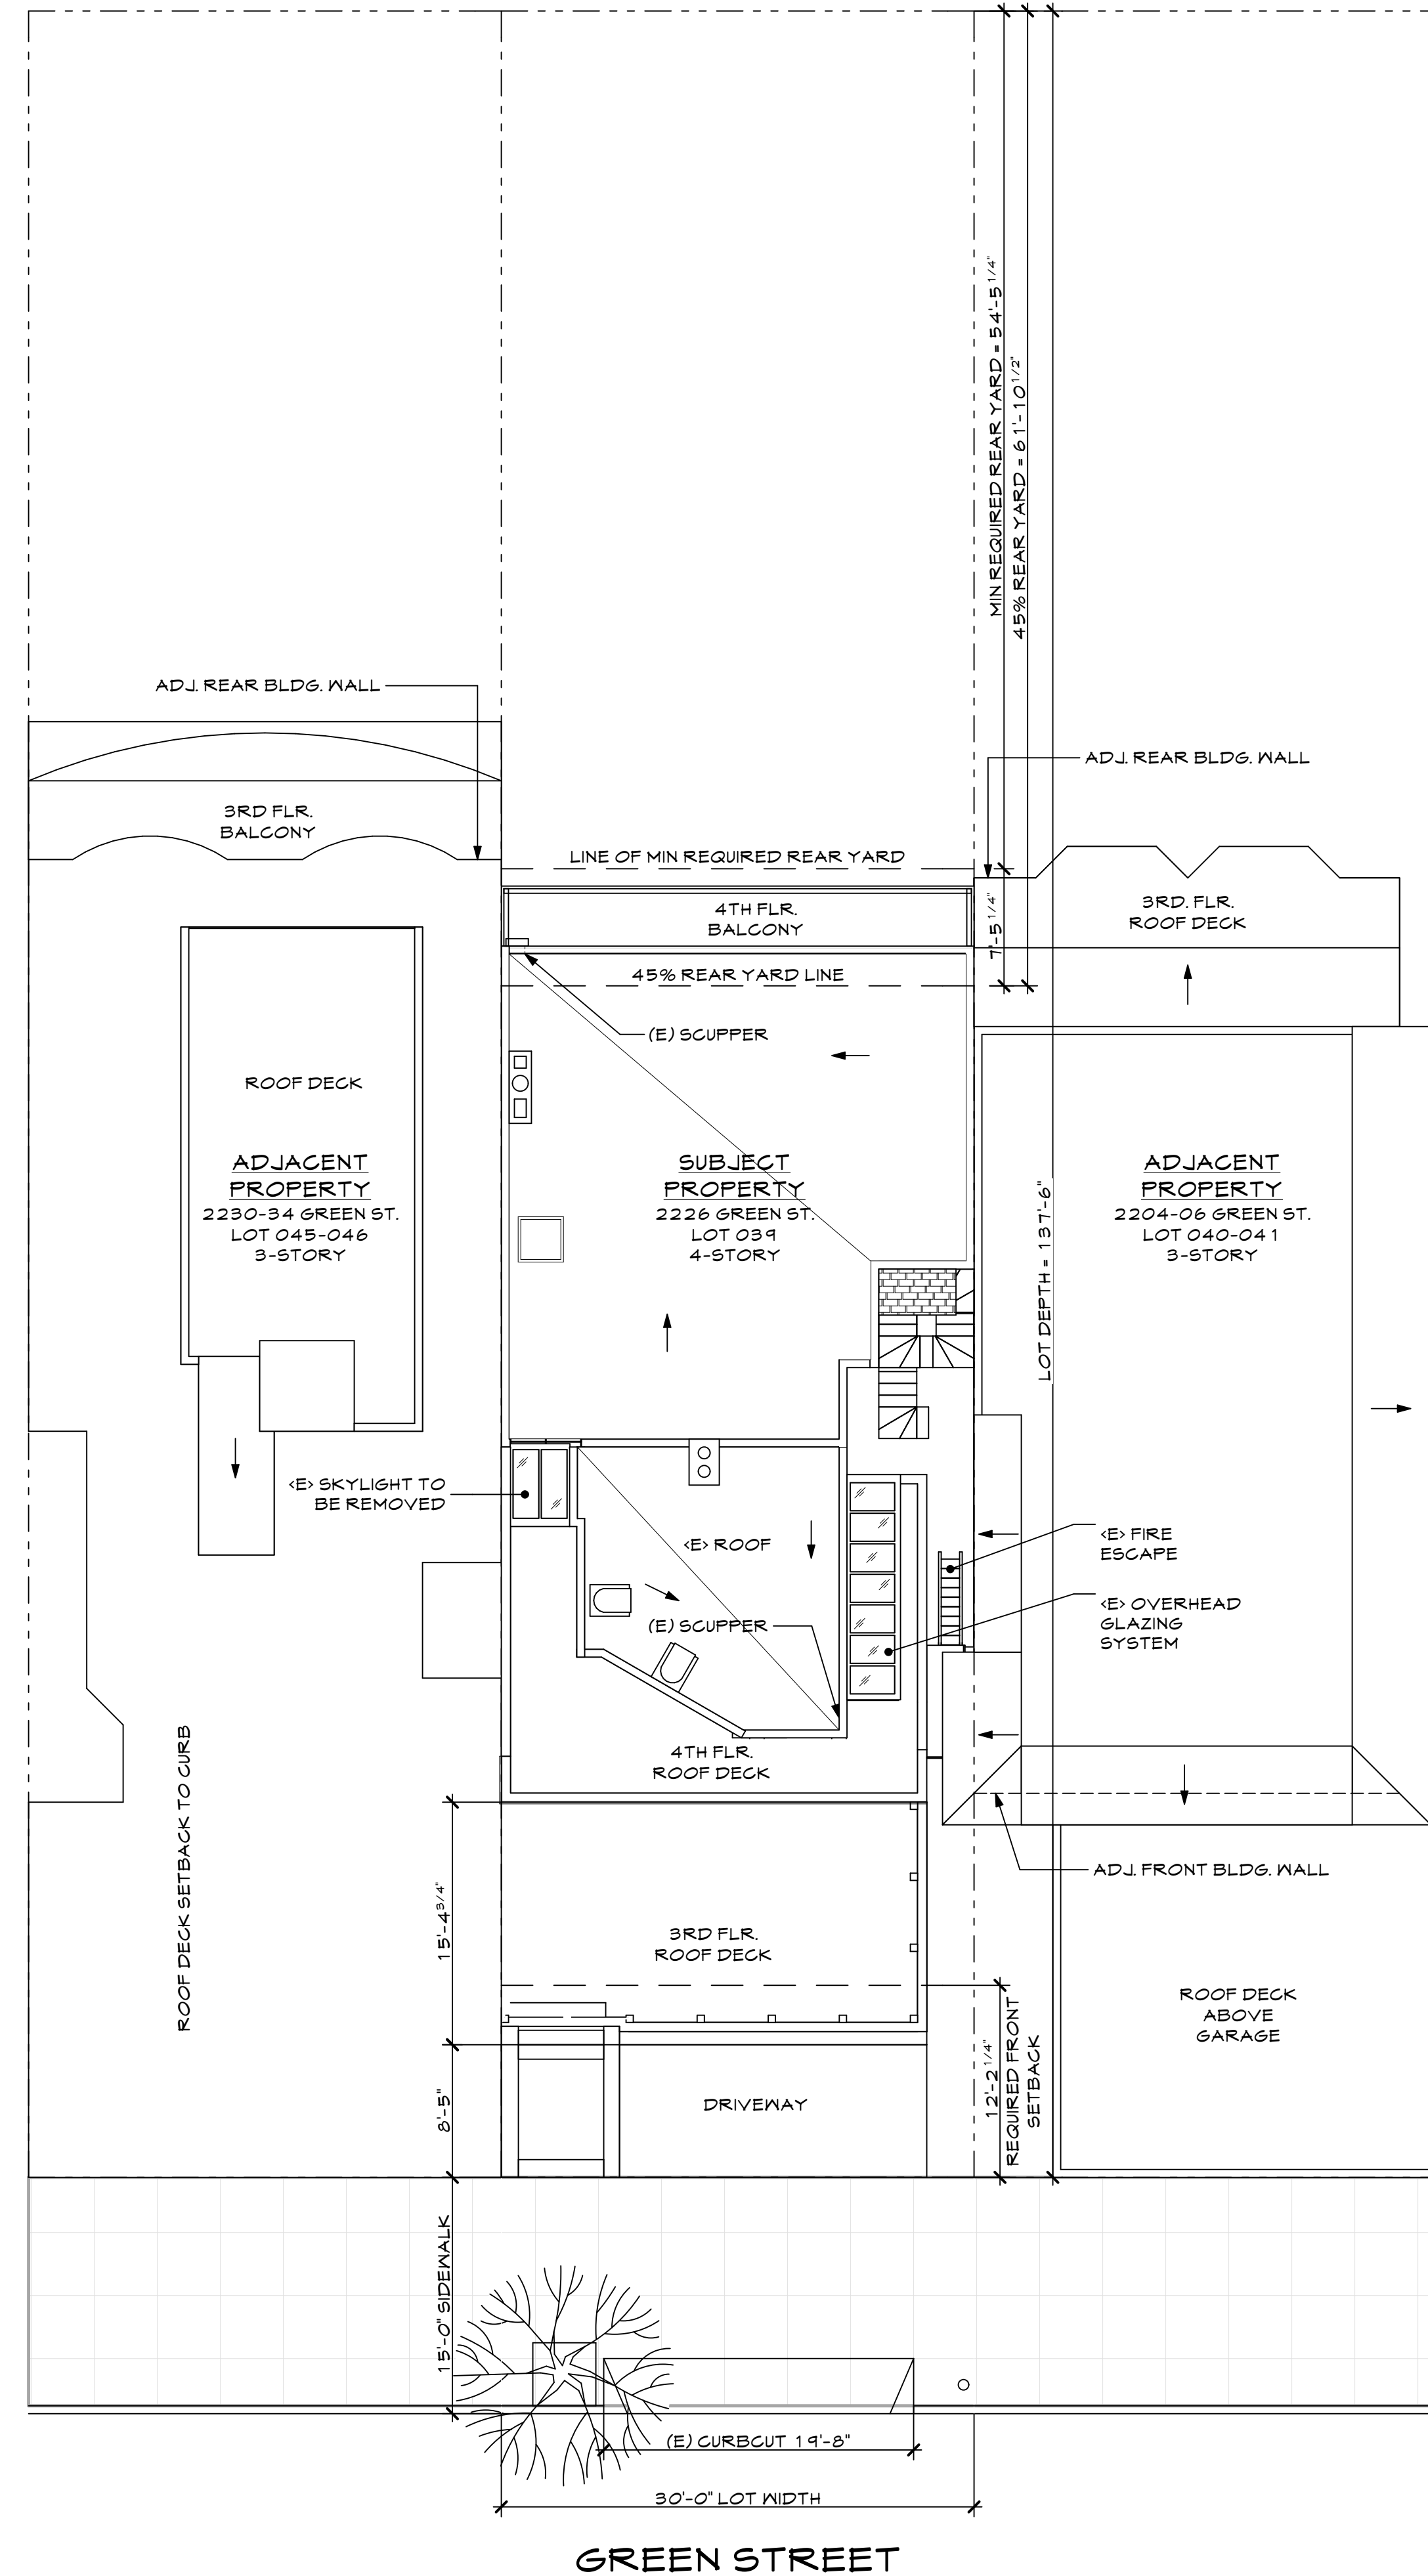 MIN REQUIRED REAR YARD = 54'-5 1/4"
45% REAR YARD = 61'-10 1/2"
ADJ. REAR BLDG. WALL
ADJ. REAR BLDG. WALL
3RD FLR.
BALCONY
LINE OF MIN REQUIRED REAR YARD
4TH FLR.
BALCONY
7'-5 1/4"
3RD. FLR.
ROOF DECK
45% REAR YARD LINE
(E) SCUPPER
ROOF DECK
ADJACENT
PROPERTY
2230-34 GREEN ST.
LOT 045-046
3-STORY
SUBJECT
PROPERTY
2226 GREEN ST.
LOT 039
4-STORY
LOT DEPTH = 137'-6"
ADJACENT
PROPERTY
2204-06 GREEN ST.
LOT 040-041
3-STORY
<E> SKYLIGHT TO
BE REMOVED
<E> ROOF
(E) SCUPPER
<E> FIRE
ESCAPE
<E> OVERHEAD
GLAZING
SYSTEM
4TH FLR.
ROOF DECK
ROOF DECK SETBACK TO CURB
ADJ. FRONT BLDG. WALL
15'-4 3/4"
3RD FLR.
ROOF DECK
ROOF DECK
ABOVE
GARAGE
8'-5"
DRIVEWAY
12'-2 1/4"
REQUIRED FRONT
SETBACK
15'-0" SIDEWALK
(E) CURBCUT 19'-8"
30'-0" LOT WIDTH
GREEN STREET